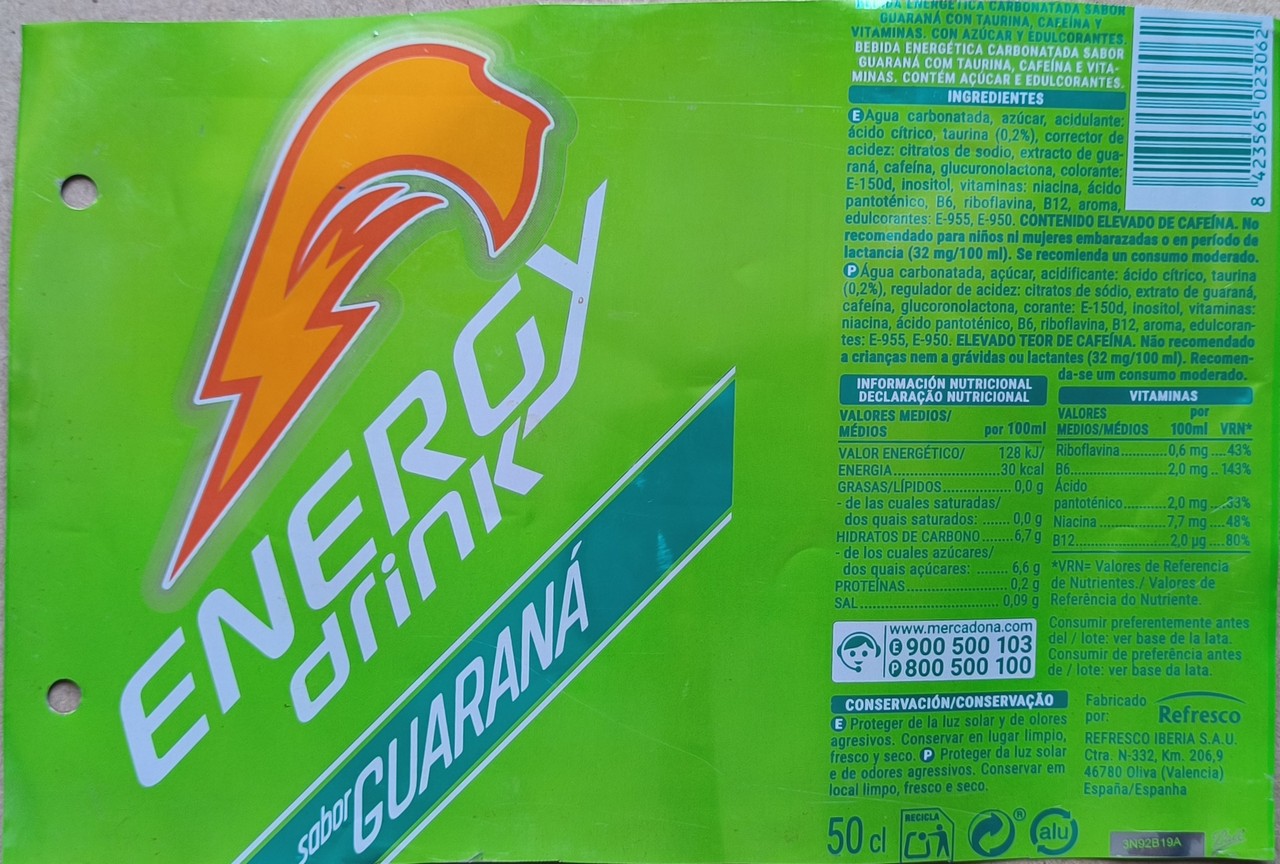 ENERGY
drink
sabor GUARANÁ
BEBIDA ENERGÉTICA CARBONATADA SABOR
GUARANÁ CON TAURINA, CAFEÍNA Y
VITAMINAS. CON AZÚCAR Y EDULCORANTES.
BEBIDA ENERGÉTICA CARBONATADA SABOR
GUARANÁ COM TAURINA, CAFEÍNA E VITA-
MINAS. CONTÉM AÇÚCAR E EDULCORANTES.
INGREDIENTES
E Agua carbonatada, azúcar, acidulante:
ácido cítrico, taurina (0,2%), corrector de
acidez: citratos de sodio, extracto de gua-
raná, cafeína, glucuronolactona, colorante:
E-150d, inositol, vitaminas: niacina, ácido
pantoténico, B6, riboflavina, B12, aroma,
edulcorantes: E-955, E-950. CONTENIDO ELEVADO DE CAFEÍNA. No
recomendado para niños ni mujeres embarazadas o en período de
lactancia (32 mg/100 ml). Se recomienda un consumo moderado.
P Água carbonatada, açúcar, acidificante: ácido cítrico, taurina
(0,2%), regulador de acidez: citratos de sódio, extrato de guaraná,
cafeína, glucoronolactona, corante: E-150d, inositol, vitaminas:
niacina, ácido pantoténico, B6, riboflavina, B12, aroma, edulcoran-
tes: E-955, E-950. ELEVADO TEOR DE CAFEÍNA. Não recomendado
a crianças nem a grávidas ou lactantes (32 mg/100 ml). Recomen-
da-se um consumo moderado.
8 423565 023062
INFORMACIÓN NUTRICIONAL
DECLARAÇÃO NUTRICIONAL
VALORES MEDIOS/
MÉDIOS por 100ml
VALOR ENERGÉTICO/ 128 kJ/
ENERGIA 30 kcal
GRASAS/LÍPIDOS 0,0 g
- de las cuales saturadas/
dos quais saturados: 0,0 g
HIDRATOS DE CARBONO 6,7 g
- de los cuales azúcares/
dos quais açúcares: 6,6 g
PROTEÍNAS 0,2 g
SAL 0,09 g
VITAMINAS
VALORES por
MEDIOS/MÉDIOS 100ml VRN*
Riboflavina 0,6 mg 43%
B6 2,0 mg 143%
Ácido
pantoténico 2,0 mg 33%
Niacina 7,7 mg 48%
B12 2,0 µg 80%
*VRN= Valores de Referencia
de Nutrientes./ Valores de
Referência do Nutriente.
www.mercadona.com
E 900 500 103
P 800 500 100
Consumir preferentemente antes
del / lote: ver base de la lata.
Consumir de preferência antes
de / lote: ver base da lata.
CONSERVACIÓN/CONSERVAÇÃO
E Proteger de la luz solar y de olores
agresivos. Conservar en lugar limpio,
fresco y seco. P Proteger da luz solar
e de odores agressivos. Conservar em
local limpo, fresco e seco.
Fabricado
por: Refresco
REFRESCO IBERIA S.A.U.
Ctra. N-332, Km. 206,9
46780 Oliva (Valencia)
España/Espanha
50 cl
RECICLA
®
alu
3N92B19A